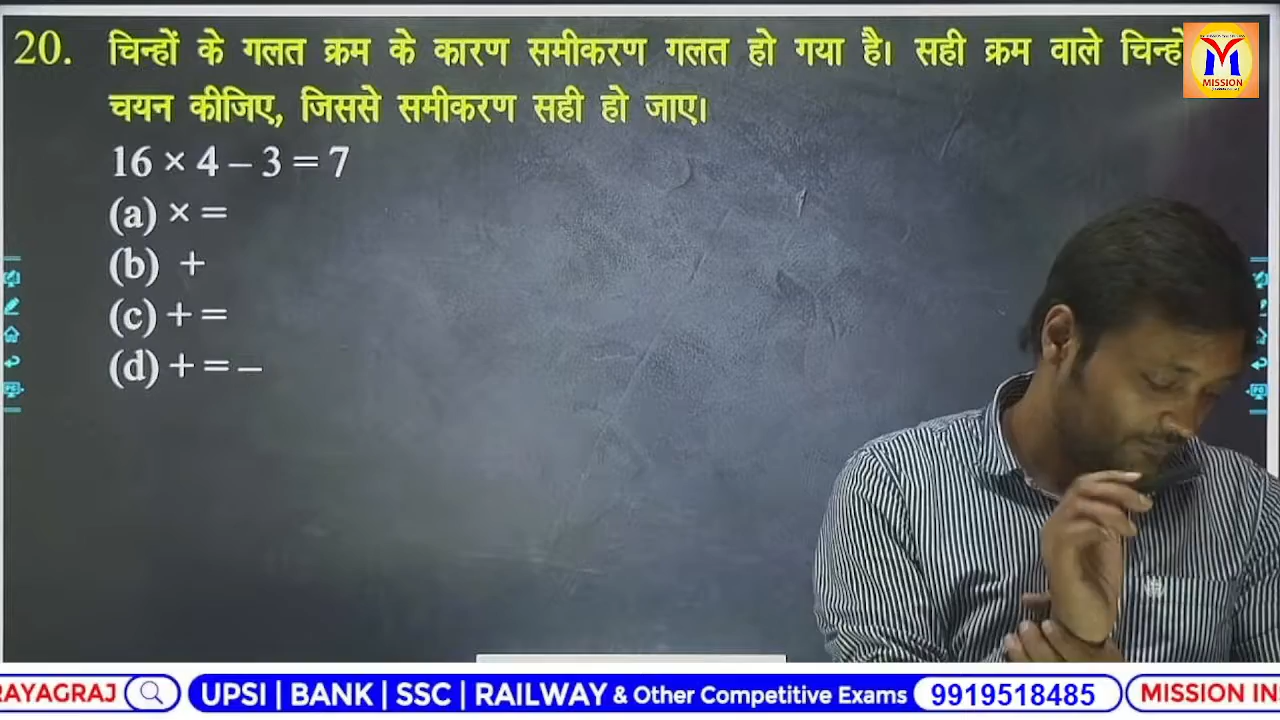 20. चिन्हों के गलत क्रम के कारण समीकरण गलत हो गया है। सही क्रम वाले
चयन कीजिए, जिससे समीकरण सही हो जाए।
16 × 4 – 3 = 7
(a) × =
(b) +
(c) + =
(d) + = –
MISSION
RAYAGRAJ
UPSI | BANK | SSC | RAILWAY & Other Competitive Exams
9919518485
MISSION IN